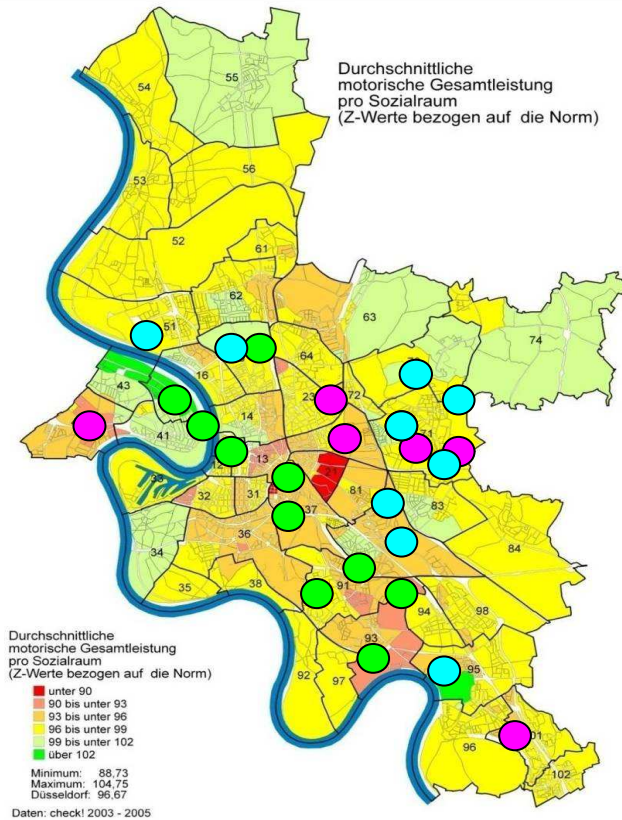 Durchschnittliche
motorische Gesamtleistung
pro Sozialraum
(Z-Werte bezogen auf die Norm)
54
55
53
56
52
61
62
51
63
74
64
16
43
23
72
14
71
41
13
12
21
32
31
81
37
83
36
34
84
35
38
91
94
98
93
92
97
95
96
102
Durchschnittliche
motorische Gesamtleistung
pro Sozialraum
(Z-Werte bezogen auf die Norm)
unter 90
90 bis unter 93
93 bis unter 96
96 bis unter 99
99 bis unter 102
über 102
Minimum: 88,73
Maximum: 104,75
Düsseldorf: 96,67
Daten: check! 2003 - 2005